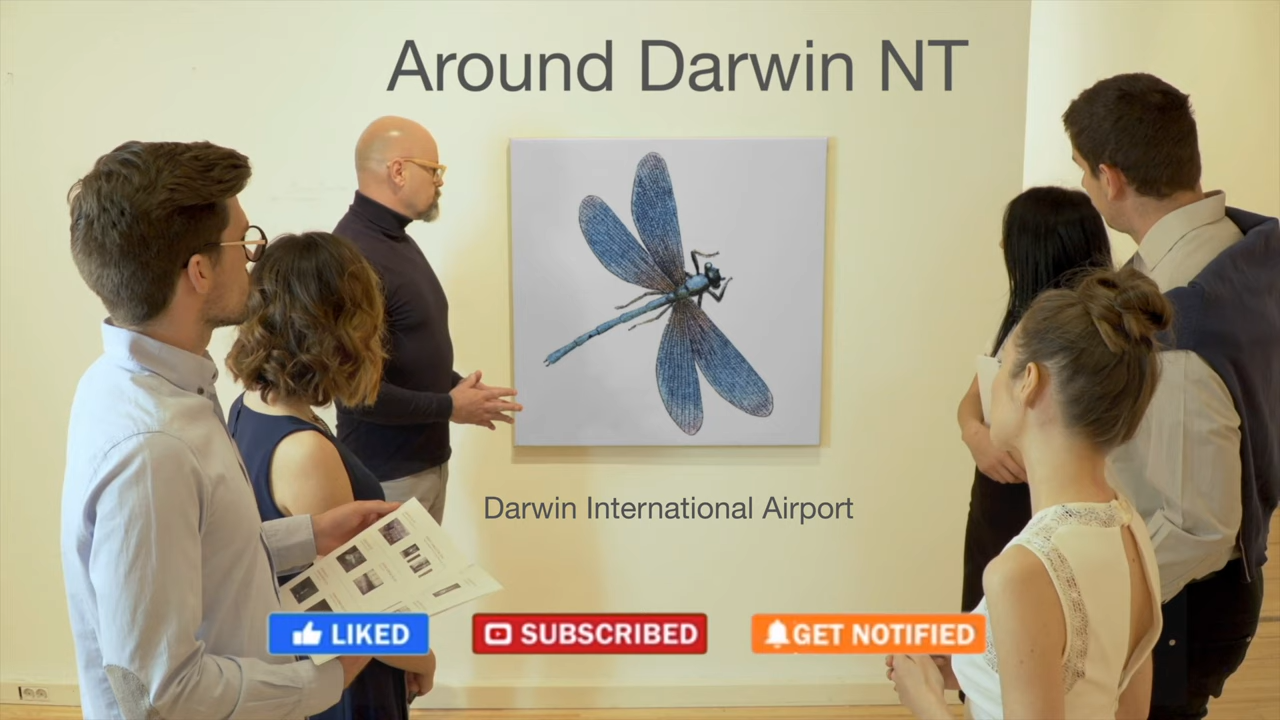 Around Darwin NT
Darwin International Airport
LIKED
SUBSCRIBED
GET NOTIFIED